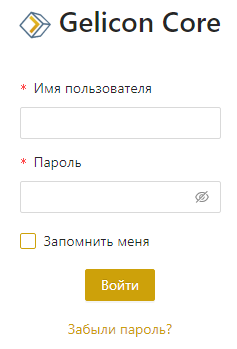 Gelicon Core
* Имя пользователя
* Пароль
Запомнить меня
Войти
Забыли пароль?